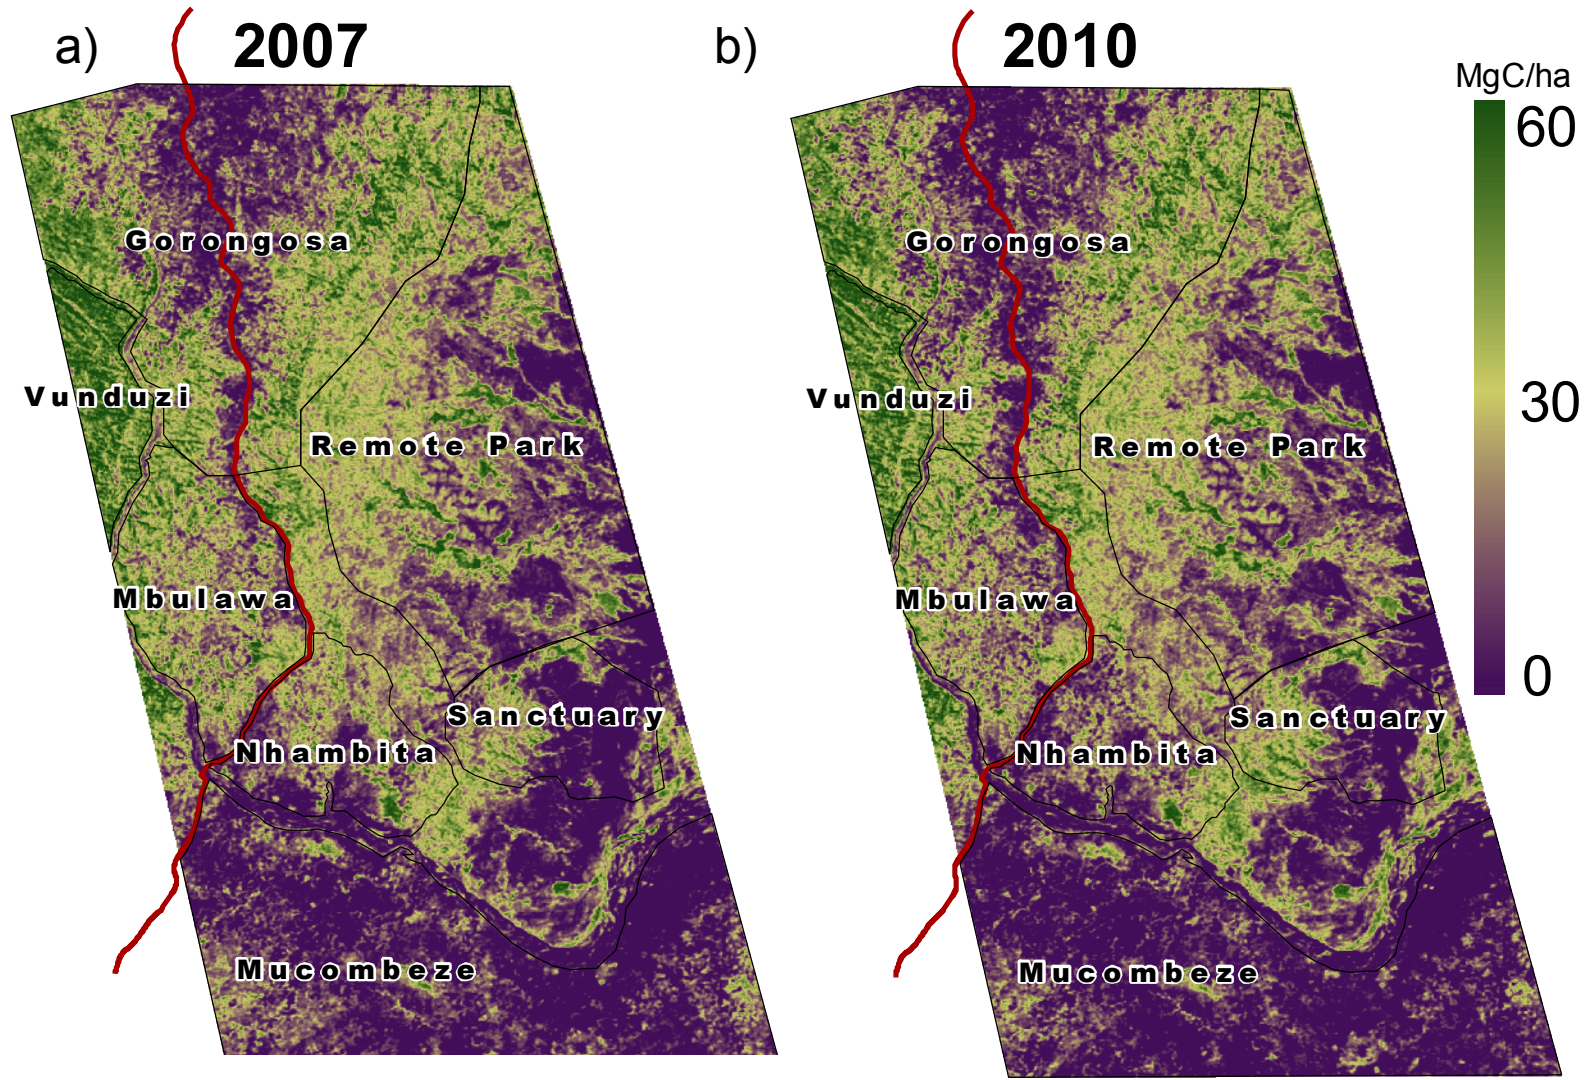 a) 2007
b) 2010
MgC/ha
60
30
0
Gorongosa
Vunduzi
Remote Park
Mbulawa
Sanctuary
Nhambita
Mucombeze
Gorongosa
Vunduzi
Remote Park
Mbulawa
Sanctuary
Nhambita
Mucombeze